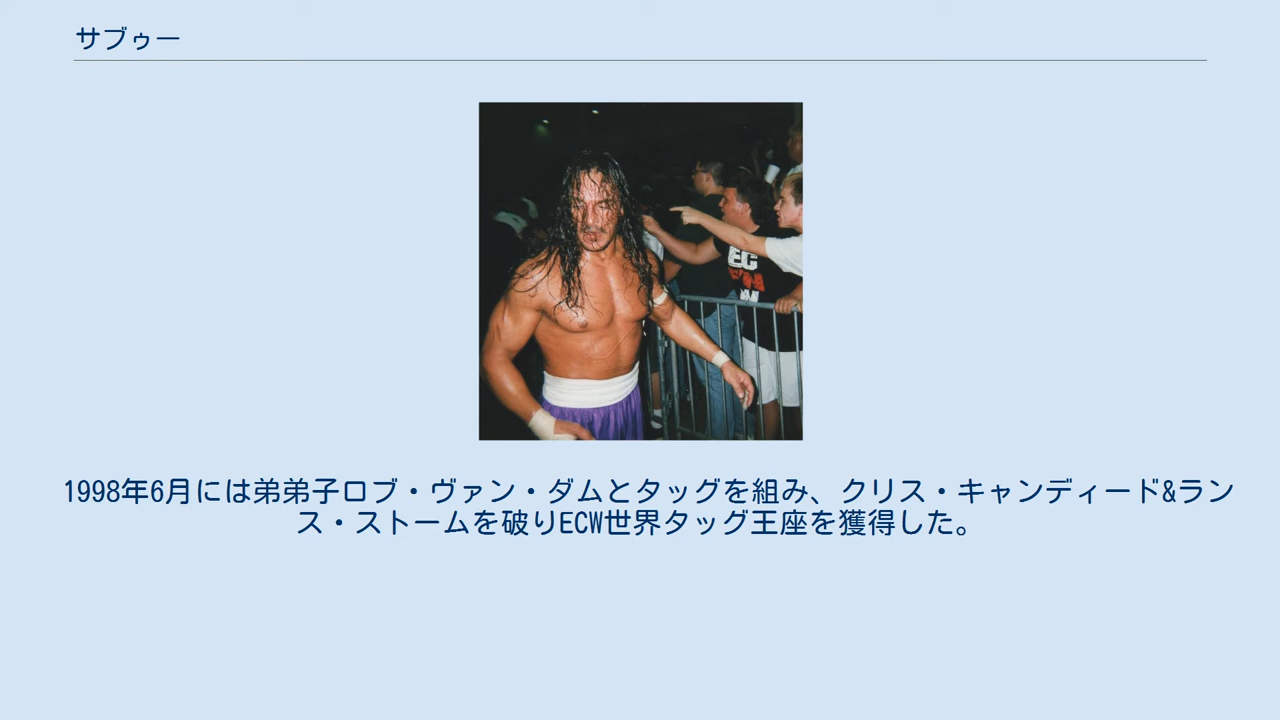 サブゥー
EC
1998年6月には弟弟子ロブ・ヴァン・ダムとタッグを組み、クリス・キャンディード&ラン
ス・ストームを破りECW世界タッグ王座を獲得した。